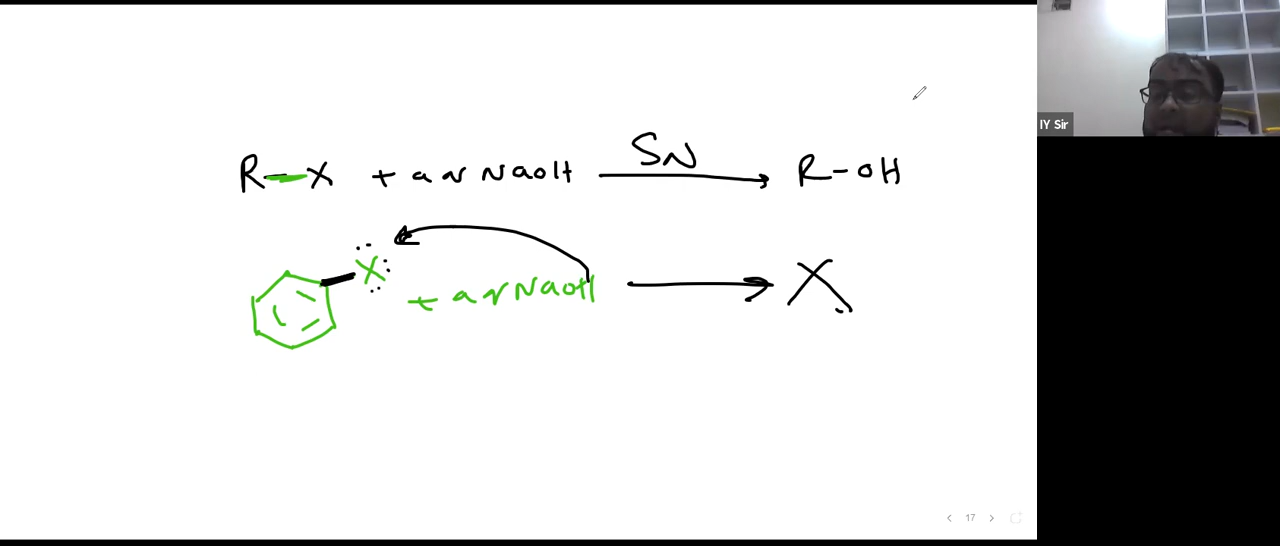 R-X + aq NaOH SN R-OH
X + aq NaOH X
IY Sir
17